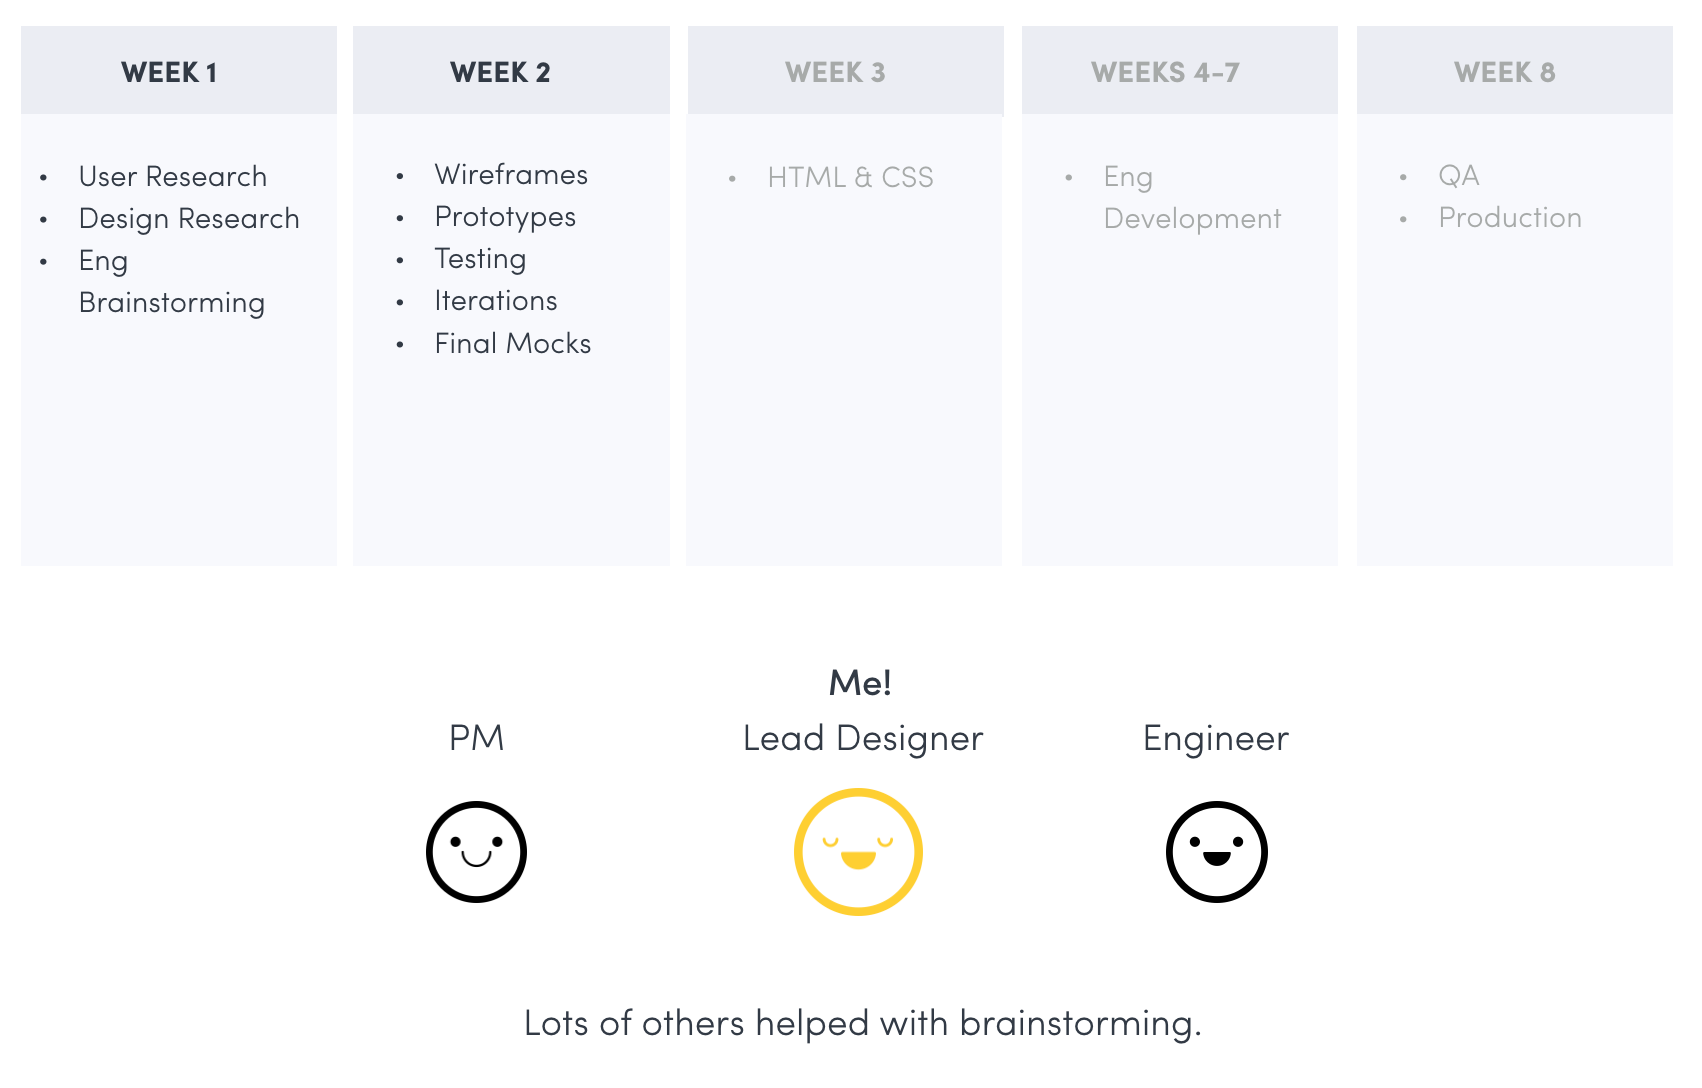 WEEK 1
• User Research
• Design Research
• Eng
Brainstorming
WEEK 2
• Wireframes
• Prototypes
• Testing
• Iterations
• Final Mocks
WEEK 3
• HTML & CSS
WEEKS 4-7
• Eng
Development
WEEK 8
• QA
• Production
PM
Me!
Lead Designer
Engineer
Lots of others helped with brainstorming.